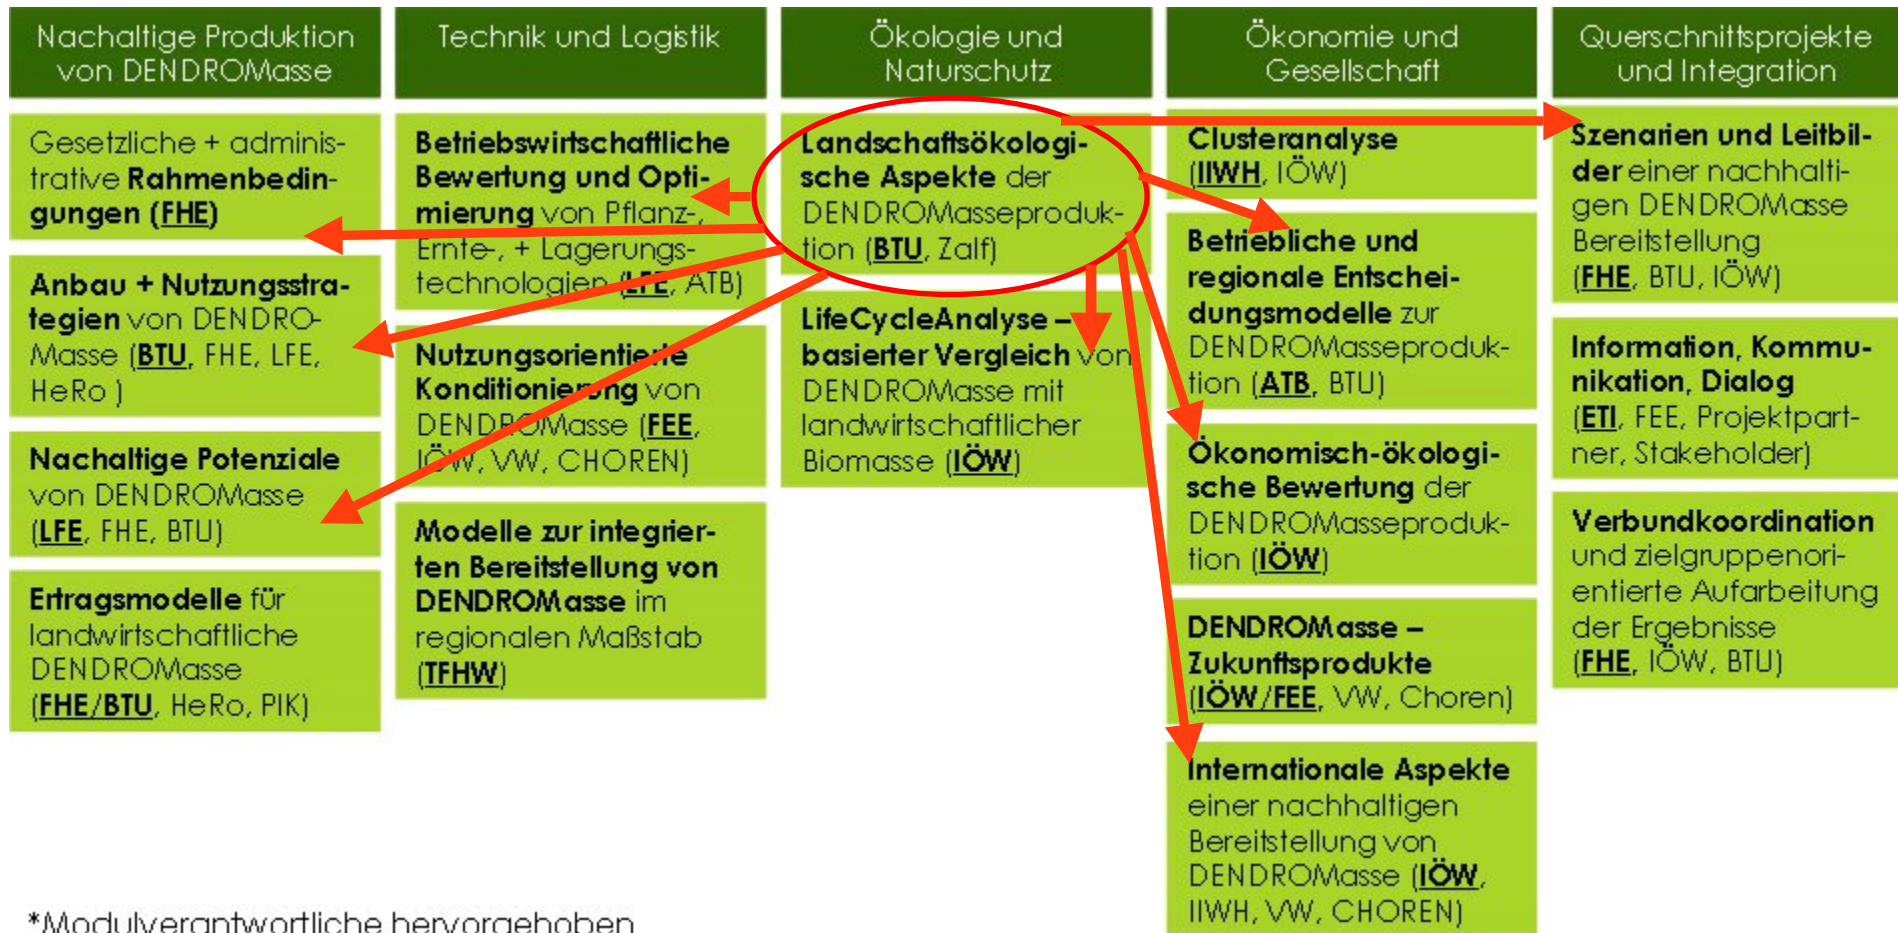 Nachaltige Produktion
von DENDROMasse
Gesetzliche + adminis-
trative Rahmenbedin-
gungen (FHE)
Anbau + Nutzungsstra-
tegien von DENDRO-
Masse (BTU, FHE, LFE,
HeRo )
Nachaltige Potenziale
von DENDROMasse
(LFE, FHE, BTU)
Ertragsmodelle für
landwirtschaftliche
DENDROMasse
(FHE/BTU, HeRo, PIK)
Technik und Logistik
Betriebswirtschaftliche
Bewertung und Opti-
mierung von Pflanz-,
Ernte-, + Lagerungs-
technologien (LFE, ATB)
Nutzungsorientierte
Konditionierung von
DENDROMasse (FEE,
IÖW, VW, CHOREN)
Modelle zur integrier-
ten Bereitstellung von
DENDROMasse im
regionalen Maßstab
(TFHW)
Ökologie und
Naturschutz
Landschaftsökologi-
sche Aspekte der
DENDROMasseproduk-
tion (BTU, Zalf)
LifeCycleAnalyse –
basierter Vergleich von
DENDROMasse mit
landwirtschaftlicher
Biomasse (IÖW)
Ökonomie und
Gesellschaft
Clusteranalyse
(IIWH, IÖW)
Betriebliche und
regionale Entschei-
dungsmodelle zur
DENDROMasseproduk-
tion (ATB, BTU)
Ökonomisch-ökologi-
sche Bewertung der
DENDROMasseproduk-
tion (IÖW)
DENDROMasse –
Zukunftsprodukte
(IÖW/FEE, VW, Choren)
Internationale Aspekte
einer nachhaltigen
Bereitstellung von
DENDROMasse (IÖW,
IIWH, VW, CHOREN)
Querschnittsprojekte
und Integration
Szenarien und Leitbil-
der einer nachhalti-
gen DENDROMasse
Bereitstellung
(FHE, BTU, IÖW)
Information, Kommu-
nikation, Dialog
(ETI, FEE, Projektpart-
ner, Stakeholder)
Verbundkoordination
und zielgruppenori-
entierte Aufarbeitung
der Ergebnisse
(FHE, IÖW, BTU)
*Modulverantwortliche hervorgehoben